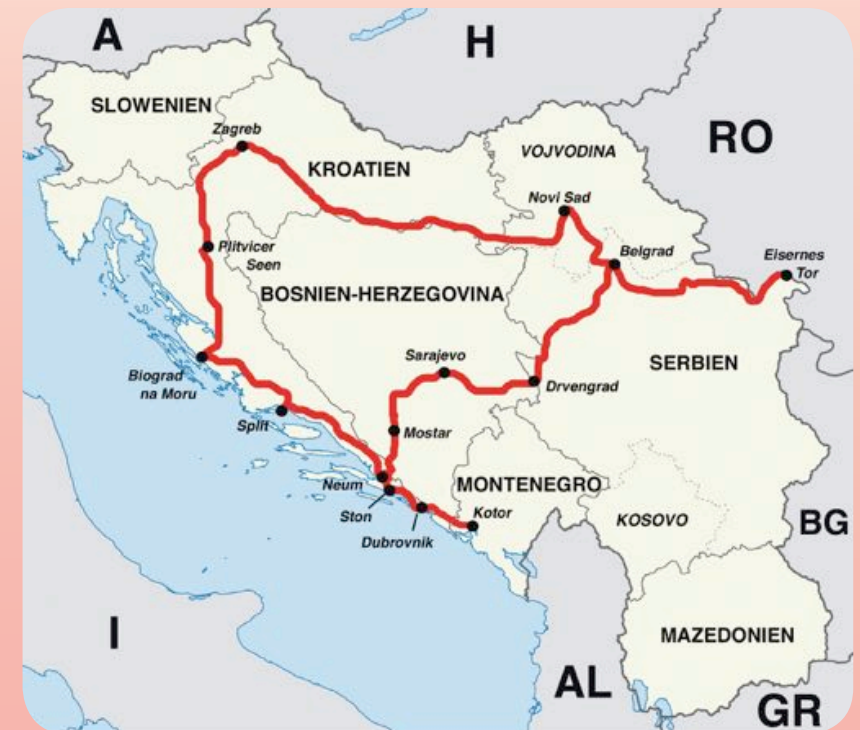 A
H
SLOWENIEN
Zagreb
KROATIEN
VOJVODINA
RO
Novi Sad
Plitvicer
Seen
Belgrad
Eisernes
Tor
BOSNIEN-HERZEGOVINA
Sarajevo
SERBIEN
Biograd
na Moru
Drvengrad
Split
Mostar
Neum
MONTENEGRO
Ston
Kotor
KOSOVO
BG
Dubrovnik
I
MAZEDONIEN
AL
GR